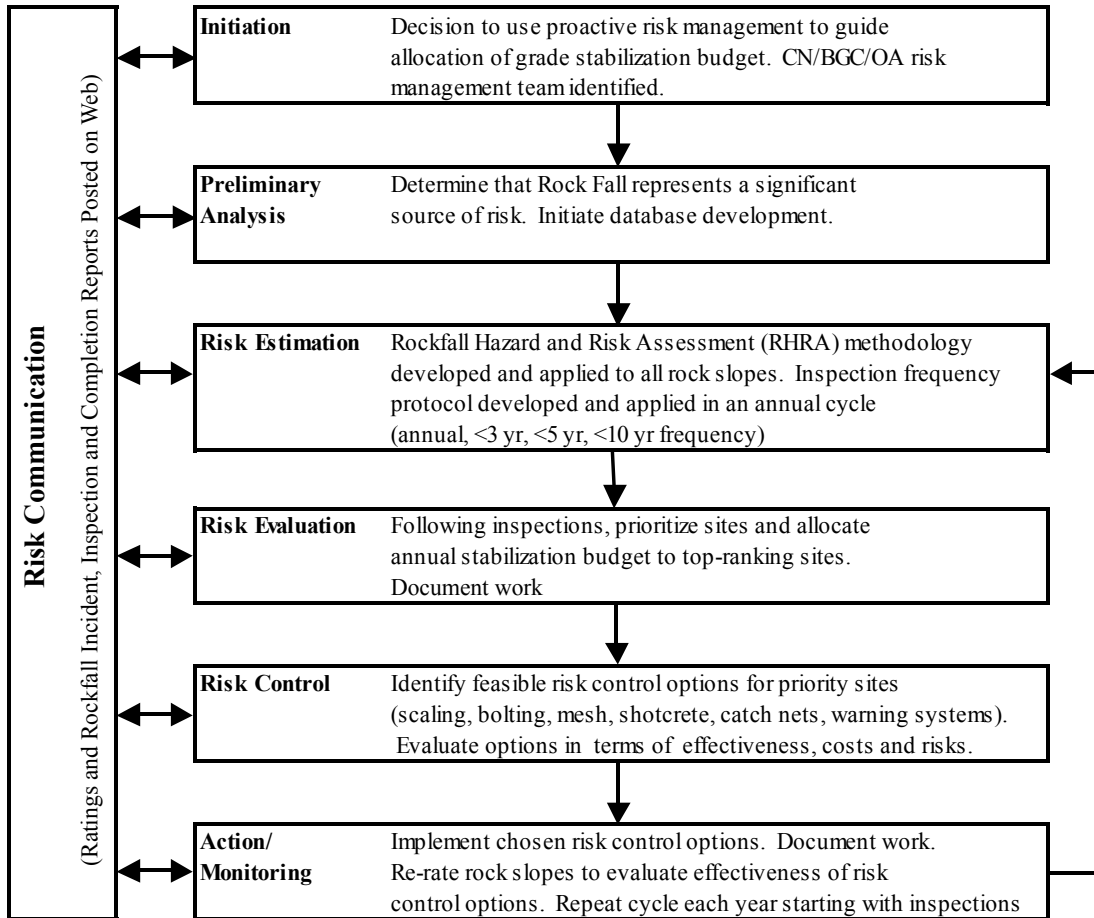 Risk Communication
(Ratings and Rockfall Incident, Inspection and Completion Reports Posted on Web)
Initiation Decision to use proactive risk management to guide
allocation of grade stabilization budget. CN/BGC/OA risk
management team identified.
Preliminary Determine that Rock Fall represents a significant
Analysis source of risk. Initiate database development.
Risk Estimation Rockfall Hazard and Risk Assessment (RHRA) methodology
developed and applied to all rock slopes. Inspection frequency
protocol developed and applied in an annual cycle
(annual, <3 yr, <5 yr, <10 yr frequency)
Risk Evaluation Following inspections, prioritize sites and allocate
annual stabilization budget to top-ranking sites.
Document work
Risk Control Identify feasible risk control options for priority sites
(scaling, bolting, mesh, shotcrete, catch nets, warning systems).
Evaluate options in terms of effectiveness, costs and risks.
Action/ Implement chosen risk control options. Document work.
Monitoring Re-rate rock slopes to evaluate effectiveness of risk
control options. Repeat cycle each year starting with inspections